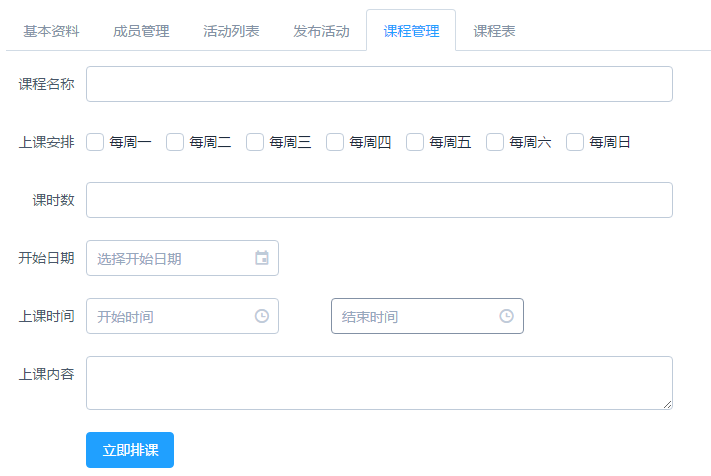 基本资料 成员管理 活动列表 发布活动 课程管理 课程表
课程名称
上课安排 每周一 每周二 每周三 每周四 每周五 每周六 每周日
课时数
开始日期 选择开始日期
上课时间 开始时间 结束时间
上课内容
立即排课